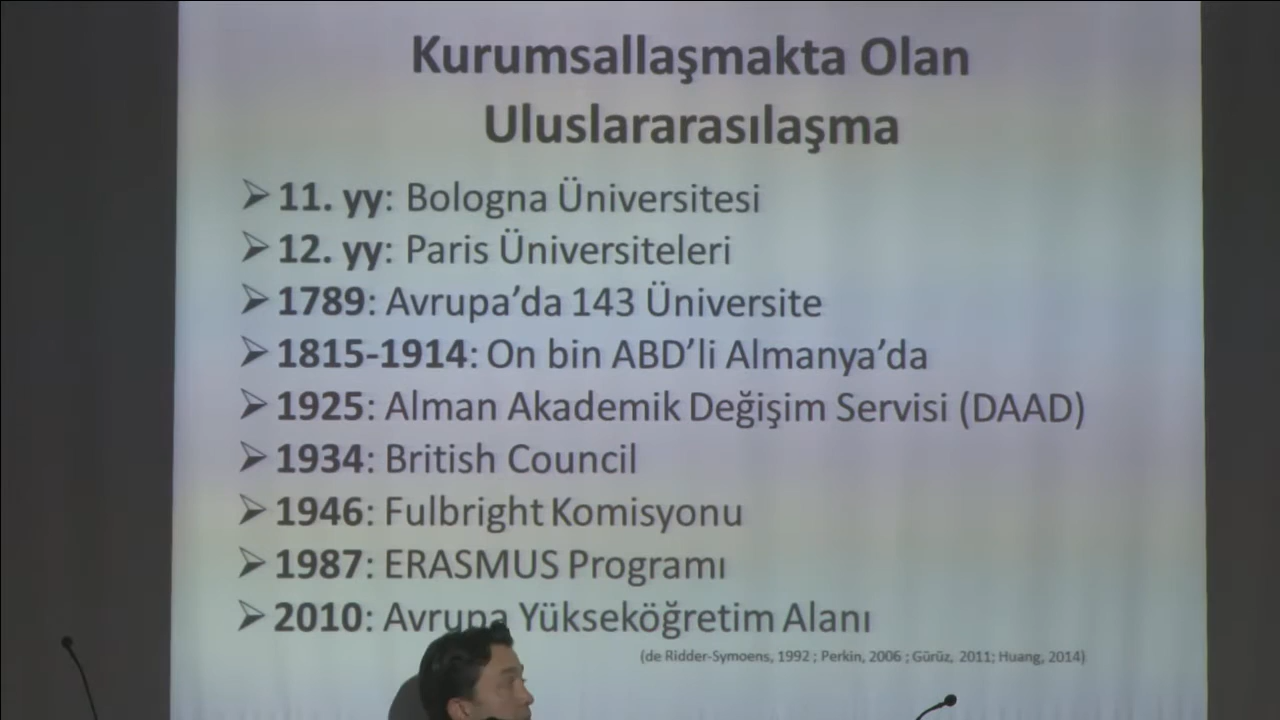 Kurumsallaşmakta Olan
Uluslararasılaşma
➢ 11. yy: Bologna Üniversitesi
➢ 12. yy: Paris Üniversiteleri
➢ 1789: Avrupa’da 143 Üniversite
➢ 1815-1914: On bin ABD’li Almanya’da
➢ 1925: Alman Akademik Değişim Servisi (DAAD)
➢ 1934: British Council
➢ 1946: Fulbright Komisyonu
➢ 1987: ERASMUS Programı
➢ 2010: Avrupa Yükseköğretim Alanı
(de Ridder-Symoens, 1992 ; Perkin, 2006 ; Gürüz, 2011; Huang, 2014)